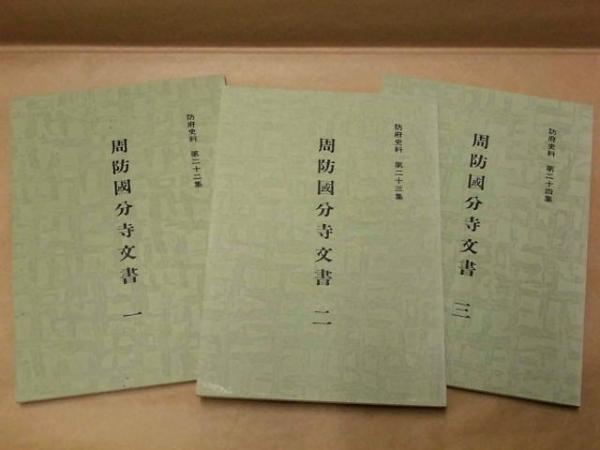 防府史料 第二十二集
周防國分寺文書 一
防府史料 第二十三集
周防國分寺文書 二
防府史料 第二十四集
周防國分寺文書 三